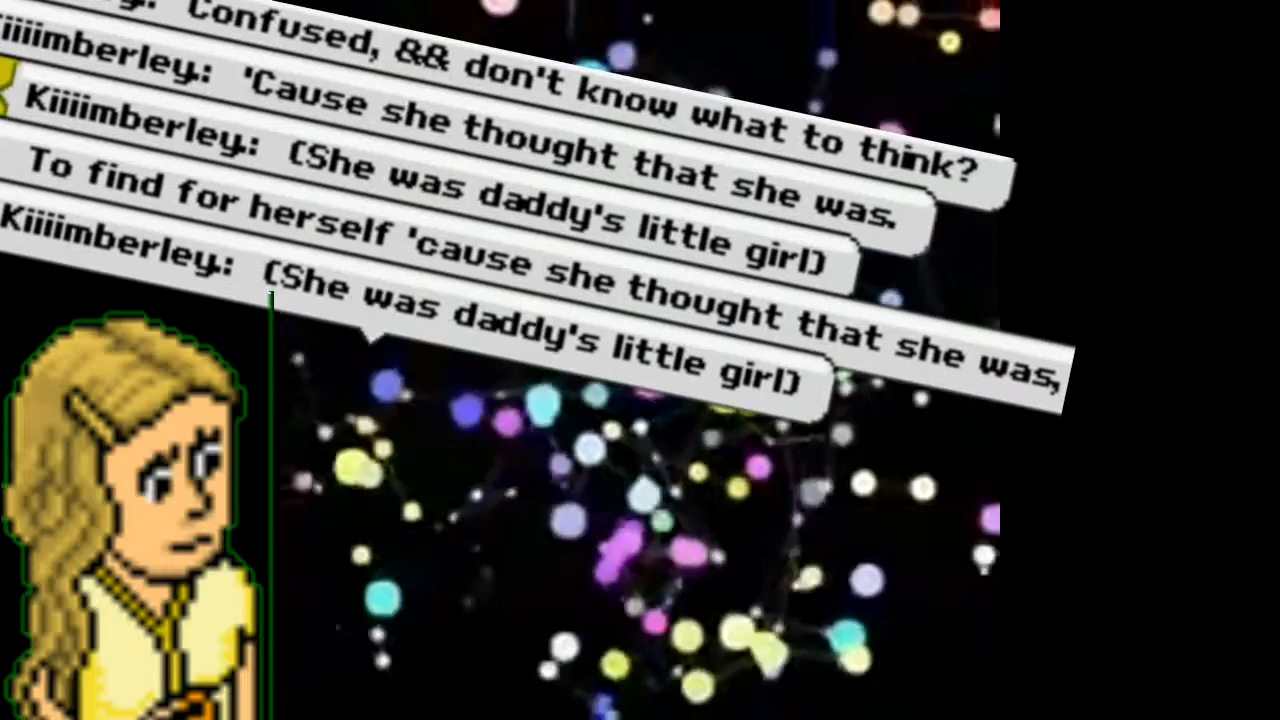 Confused, && don't know what to think?
iiiimberley.: 'Cause she thought that she was.
Kiiiimberley.: (She was daddy's little girl)
To find for herself 'cause she thought that she was,
Kiiiimberley.: (She was daddy's little girl)